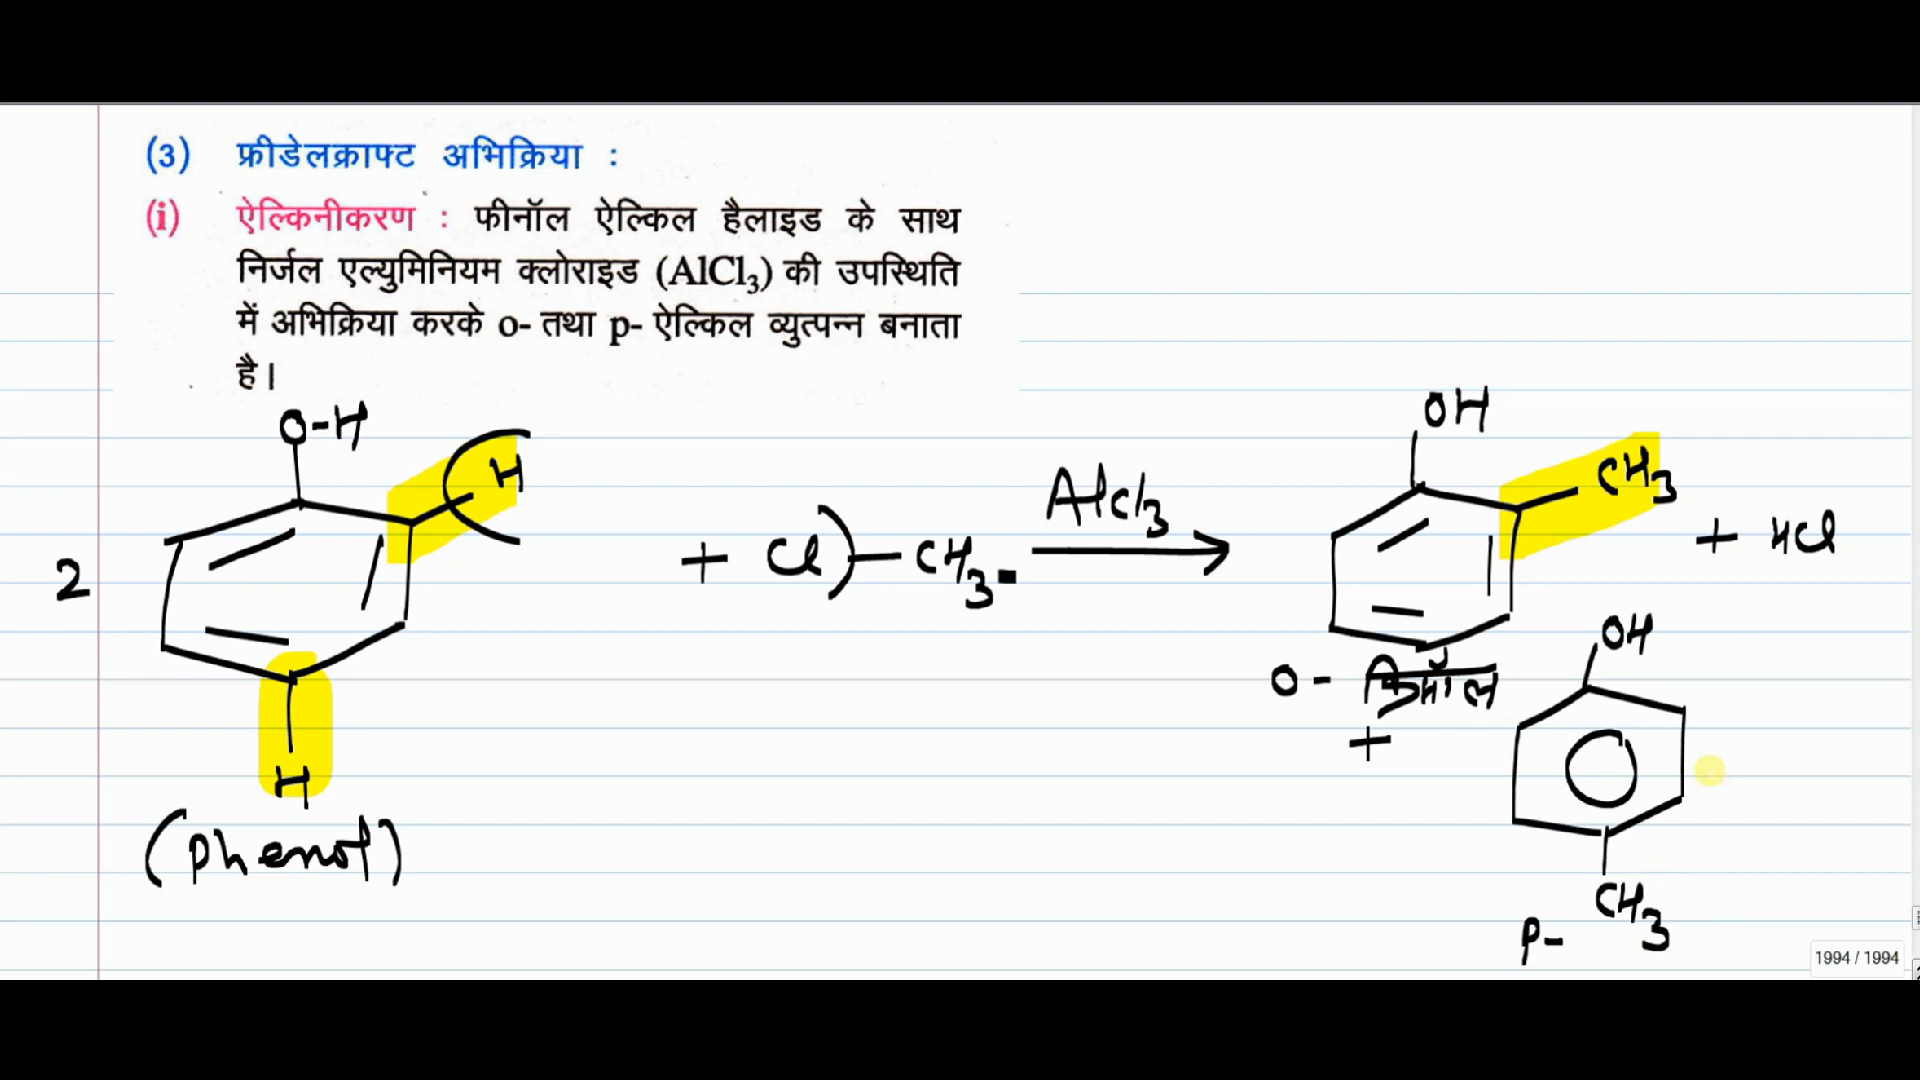 (3) फ्रीडेलक्राफ्ट अभिक्रिया :
(i) ऐल्किनीकरण : फीनॉल ऐल्किल हैलाइड के साथ
निर्जल एल्युमिनियम क्लोराइड (AlCl₃) की उपस्थिति
में अभिक्रिया करके o- तथा p- ऐल्किल व्युत्पन्न बनाता
है।
O-H
H
2
+ Cl)-CH₃
AlCl₃
OH
CH₃
+ HCl
H
(Phenol)
O -
+
OH
CH₃
P-
1994 / 1994